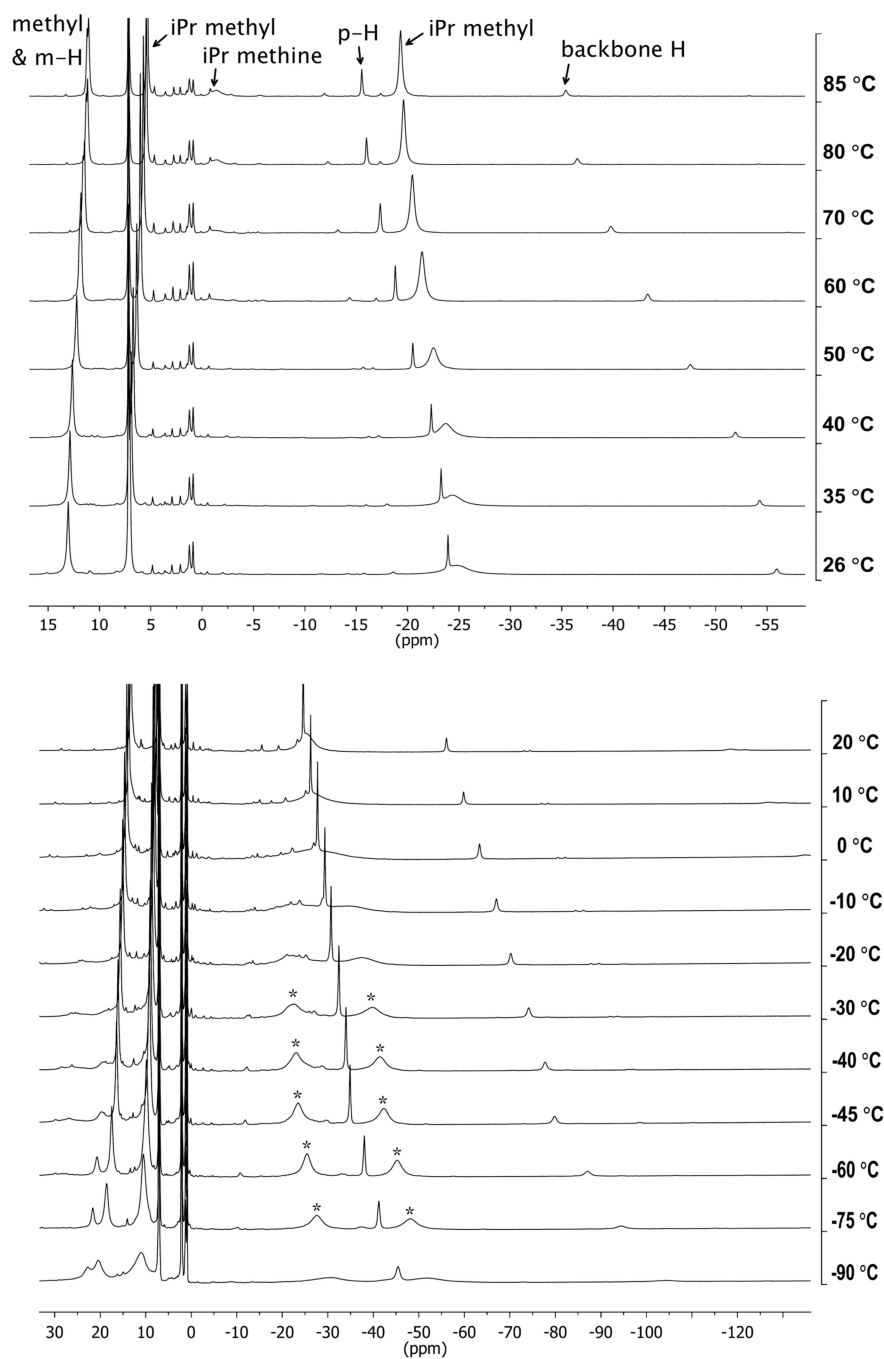 methyl
& m-H
iPr methyl
iPr methine
p-H
iPr methyl
backbone H
85 °C
80 °C
70 °C
60 °C
50 °C
40 °C
35 °C
26 °C
15 10 5 0 -5 -10 -15 -20 -25 -30 -35 -40 -45 -50 -55
(ppm)
20 °C
10 °C
0 °C
-10 °C
-20 °C
* * -30 °C
* * -40 °C
* * -45 °C
* * -60 °C
* * -75 °C
-90 °C
30 20 10 0 -10 -20 -30 -40 -50 -60 -70 -80 -90 -100 -120
(ppm)